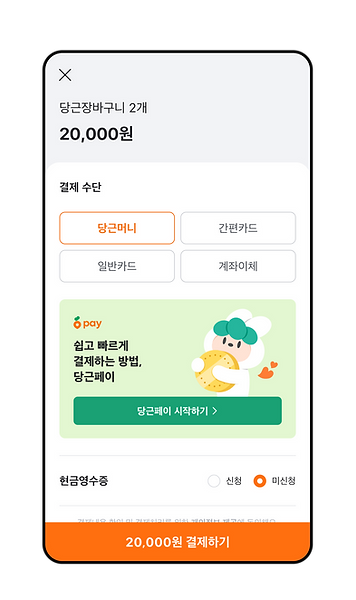 당근장바구니 2개
20,000원
결제 수단
당근머니
간편카드
일반카드
계좌이체
pay
쉽고 빠르게
결제하는 방법,
당근페이
당근페이 시작하기 >
현금영수증
신청
미신청
20,000원 결제하기